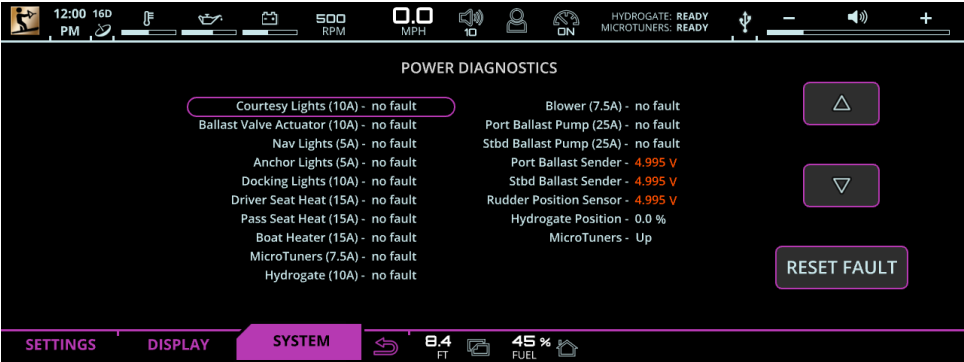 12:00 16D
PM
500
RPM
0.0
MPH
10
ON
HYDROGATE: READY
MICROTUNERS: READY
- +
POWER DIAGNOSTICS
Courtesy Lights (10A) - no fault
Ballast Valve Actuator (10A) - no fault
Nav Lights (5A) - no fault
Anchor Lights (5A) - no fault
Docking Lights (10A) - no fault
Driver Seat Heat (15A) - no fault
Pass Seat Heat (15A) - no fault
Boat Heater (15A) - no fault
MicroTuners (7.5A) - no fault
Hydrogate (10A) - no fault
Blower (7.5A) - no fault
Port Ballast Pump (25A) - no fault
Stbd Ballast Pump (25A) - no fault
Port Ballast Sender - 4.995 V
Stbd Ballast Sender - 4.995 V
Rudder Position Sensor - 4.995 V
Hydrogate Position - 0.0 %
MicroTuners - Up
RESET FAULT
SETTINGS DISPLAY SYSTEM
8.4
FT
45 %
FUEL